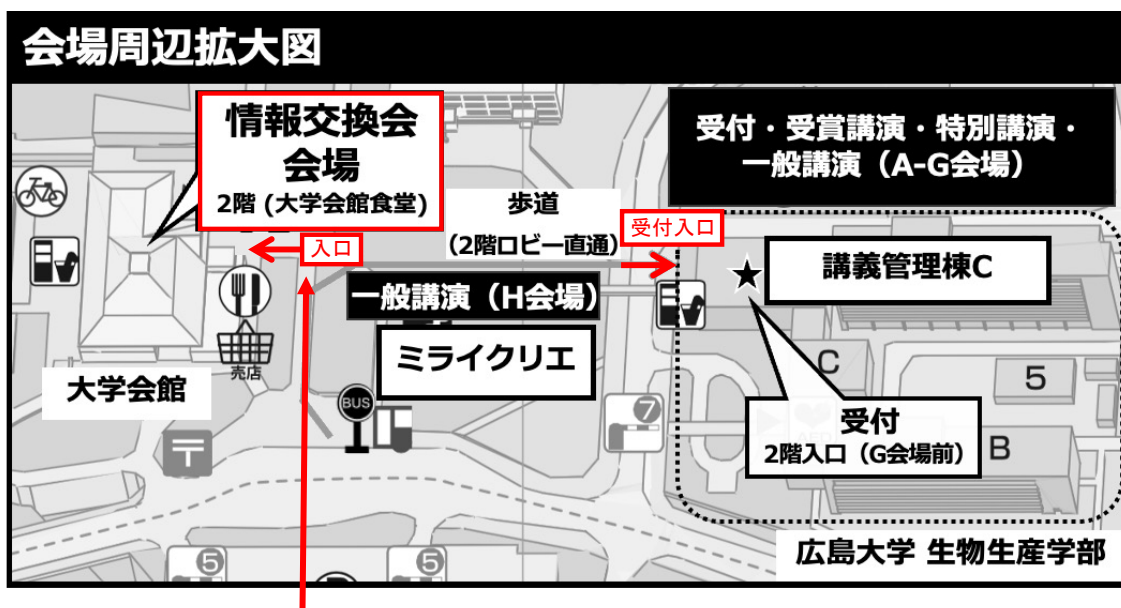 会場周辺拡大図
情報交換会
会場
2階 (大学会館食堂)
受付・受賞講演・特別講演・
一般講演（A-G会場）
歩道
（2階ロビー直通）
受付入口
入口
講義管理棟C
一般講演（H会場）
ミライクリエ
売店
大学会館
BUS
7
C
5
受付
2階入口（G会場前）
B
5
5
広島大学 生物生産学部